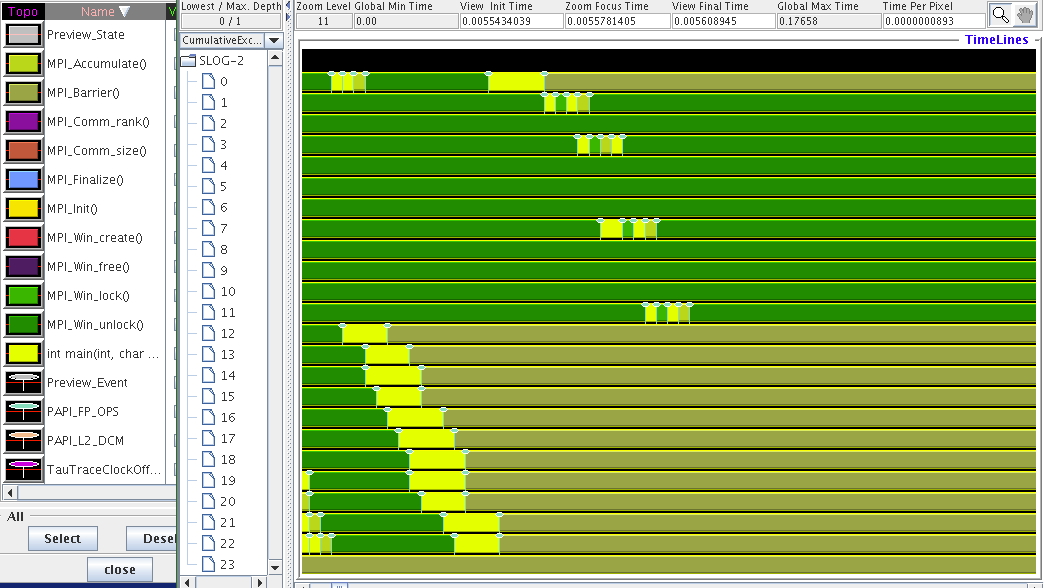 Topo Name V
Preview_State
MPI_Accumulate()
MPI_Barrier()
MPI_Comm_rank()
MPI_Comm_size()
MPI_Finalize()
MPI_Init()
MPI_Win_create()
MPI_Win_free()
MPI_Win_lock()
MPI_Win_unlock()
int main(int, char ...
Preview_Event
PAPI_FP_OPS
PAPI_L2_DCM
TauTraceClockOff...
All
Select Desel
close
Lowest / Max. Depth
0 / 1
CumulativeExc...
SLOG-2
0
1
2
3
4
5
6
7
8
9
10
11
12
13
14
15
16
17
18
19
20
21
22
23
Zoom Level Global Min Time View Init Time Zoom Focus Time View Final Time Global Max Time Time Per Pixel
11 0.00 0.0055434039 0.0055781405 0.005608945 0.17658 0.0000000893
TimeLines